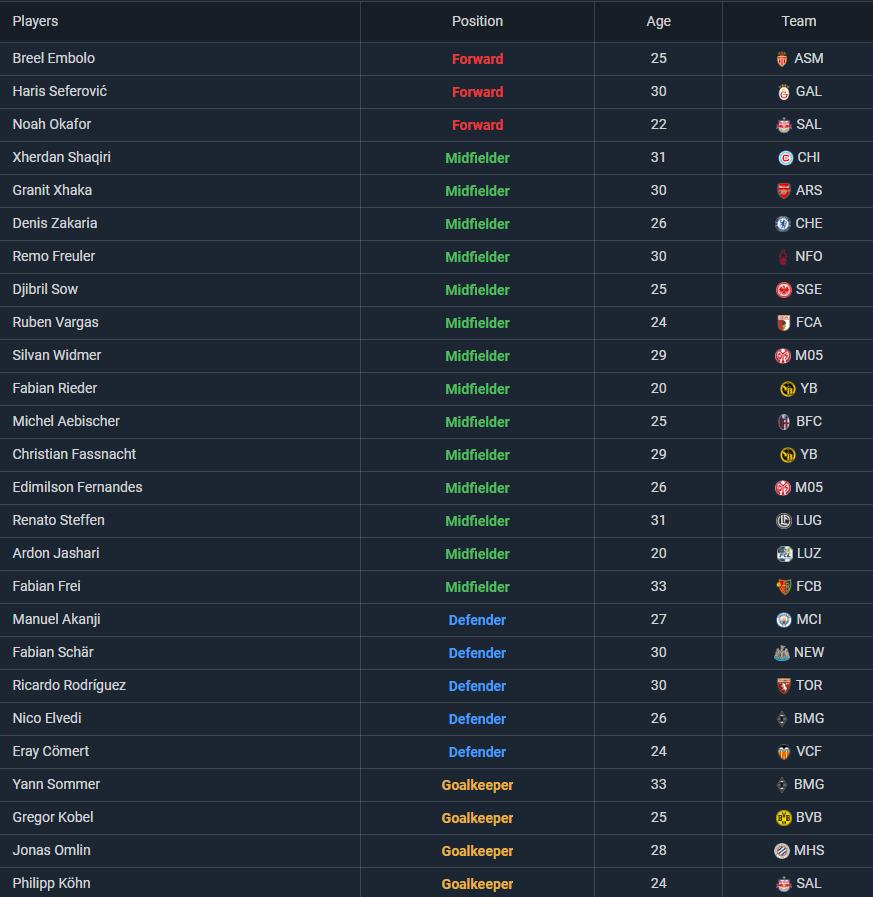 Players Position Age Team
Breel Embolo Forward 25 ASM
Haris Seferović Forward 30 GAL
Noah Okafor Forward 22 SAL
Xherdan Shaqiri Midfielder 31 CHI
Granit Xhaka Midfielder 30 ARS
Denis Zakaria Midfielder 26 CHE
Remo Freuler Midfielder 30 NFO
Djibril Sow Midfielder 25 SGE
Ruben Vargas Midfielder 24 FCA
Silvan Widmer Midfielder 29 M05
Fabian Rieder Midfielder 20 YB
Michel Aebischer Midfielder 25 BFC
Christian Fassnacht Midfielder 29 YB
Edimilson Fernandes Midfielder 26 M05
Renato Steffen Midfielder 31 LUG
Ardon Jashari Midfielder 20 LUZ
Fabian Frei Midfielder 33 FCB
Manuel Akanji Defender 27 MCI
Fabian Schär Defender 30 NEW
Ricardo Rodríguez Defender 30 TOR
Nico Elvedi Defender 26 BMG
Eray Cömert Defender 24 VCF
Yann Sommer Goalkeeper 33 BMG
Gregor Kobel Goalkeeper 25 BVB
Jonas Omlin Goalkeeper 28 MHS
Philipp Köhn Goalkeeper 24 SAL